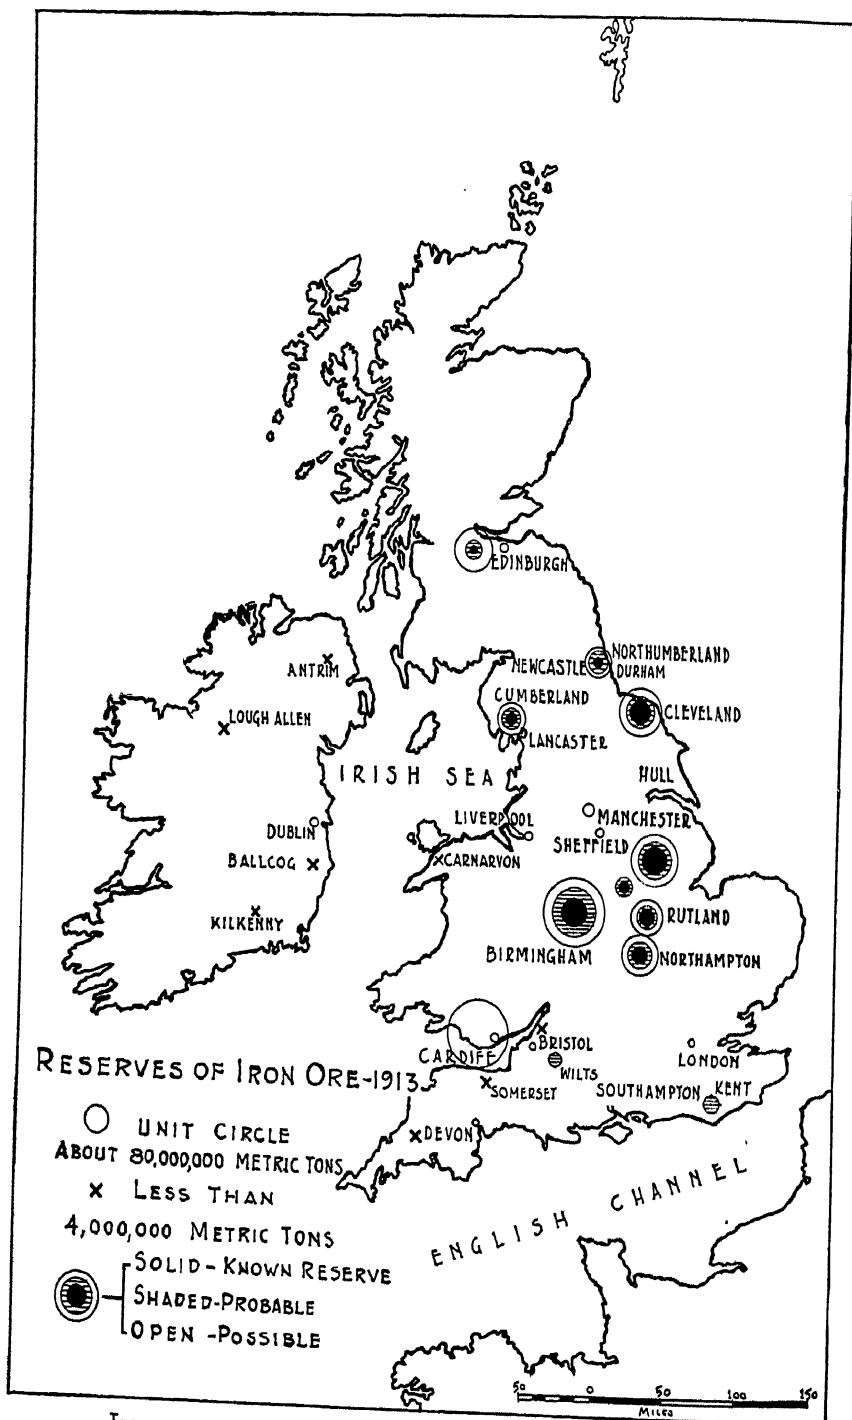 EDINBURGH
NORTHUMBERLAND
NEWCASTLE
DURHAM
ANTRIM
CUMBERLAND
LOUGH ALLEN
CLEVELAND
LANCASTER
IRISH SEA
HULL
LIVERPOOL
MANCHESTER
DUBLIN
SHEFFIELD
BALLCOG
CARNARVON
RUTLAND
KILKENNY
BIRMINGHAM
NORTHAMPTON
CARDIFF
BRISTOL
LONDON
WILTS
SOMERSET
SOUTHAMPTON
KENT
DEVON
ENGLISH CHANNEL
RESERVES OF IRON ORE-1913
UNIT CIRCLE
ABOUT 80,000,000 METRIC TONS
X LESS THAN
4,000,000 METRIC TONS
SOLID-KNOWN RESERVE
SHADED-PROBABLE
OPEN-POSSIBLE
50 0 50 100 150
MILES